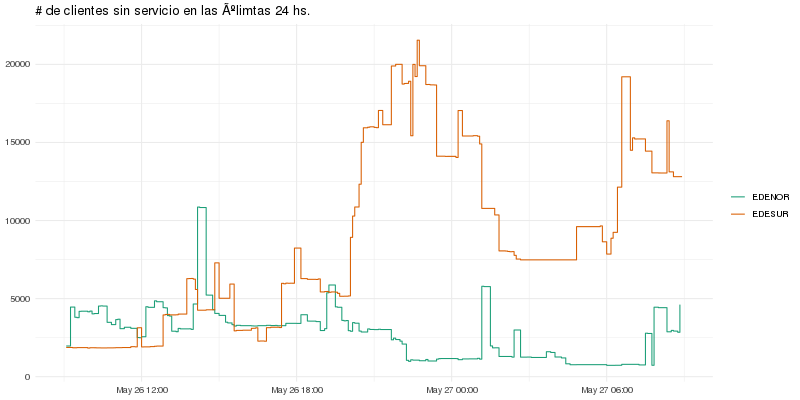 # de clientes sin servicio en las Ãºlimtas 24 hs.
20000
15000
10000
5000
0
May 26 12:00
May 26 18:00
May 27 00:00
May 27 06:00
EDENOR
EDESUR